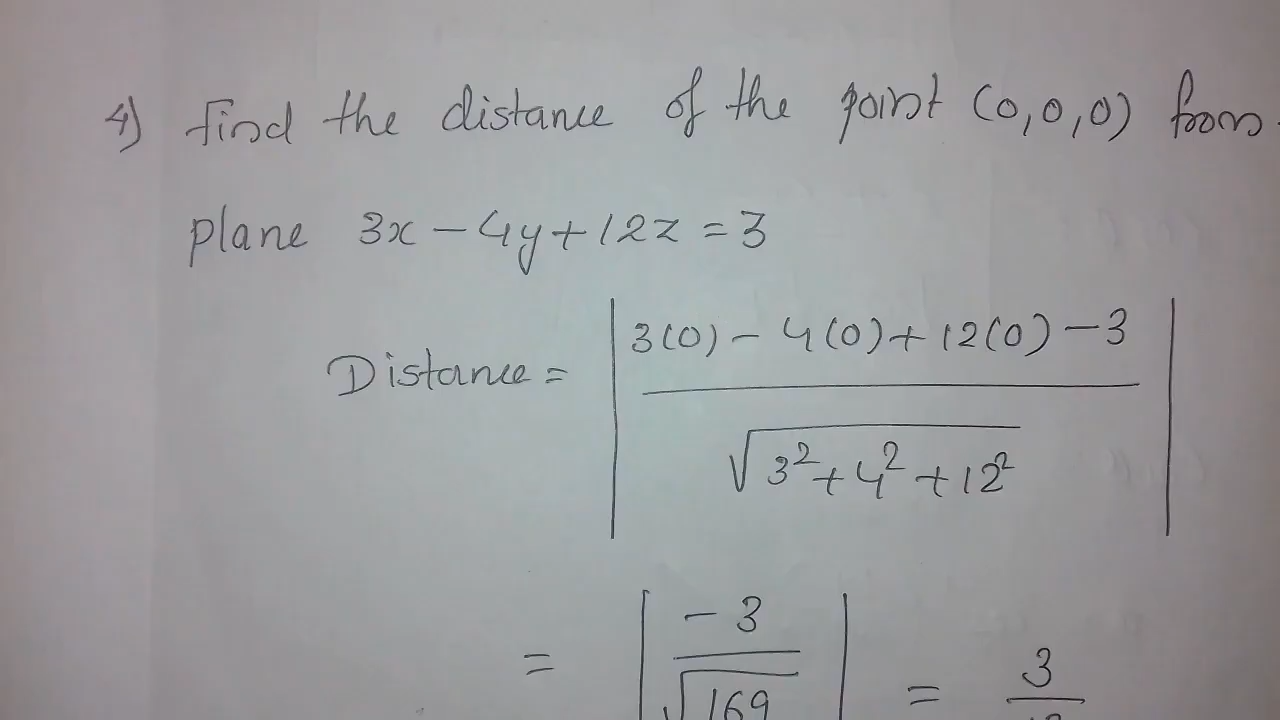 4) Find the distance of the point (0,0,0) from
plane 3x - 4y + 12z = 3
Distance = | 3(0) - 4(0) + 12(0) - 3 / √(3² + 4² + 12²) |
= | -3 / √169 | = 3 /